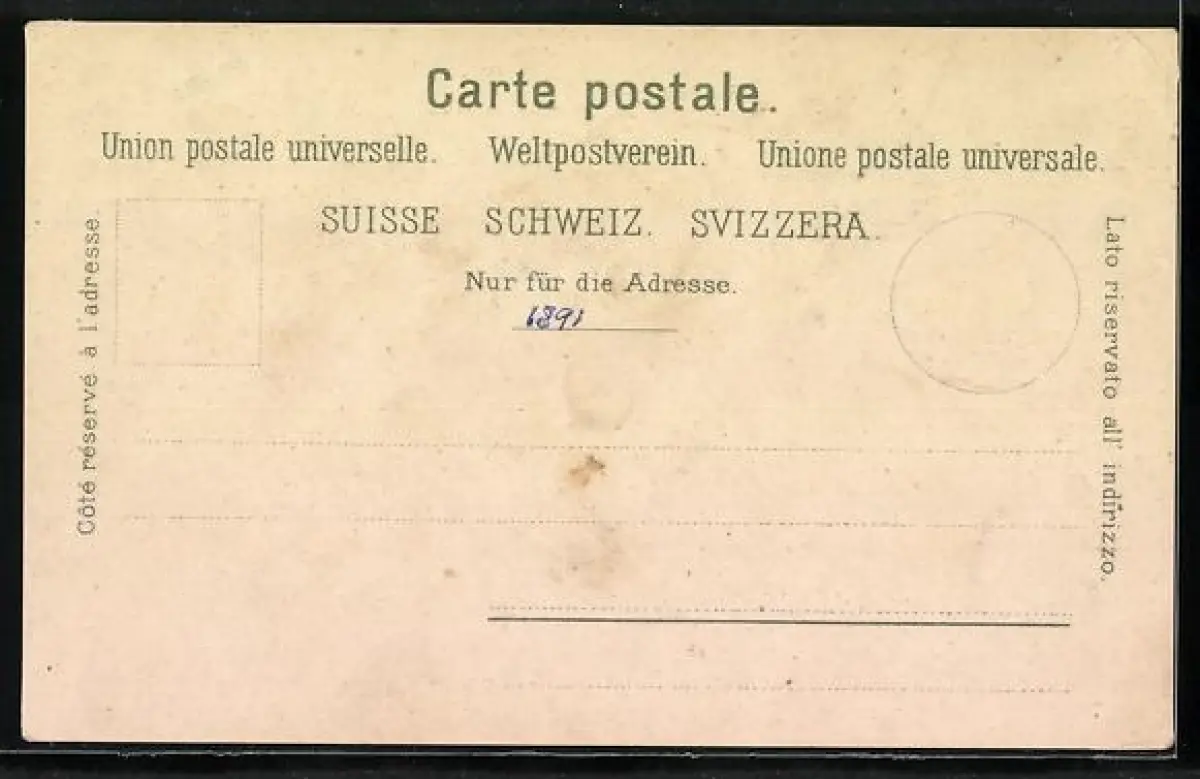 Carte postale.
Union postale universelle. Weltpostverein. Unione postale universale.
SUISSE SCHWEIZ. SVIZZERA.
Nur für die Adresse.
1891
Côté réservé à l'adresse.
Lato riservato all' indirizzo.